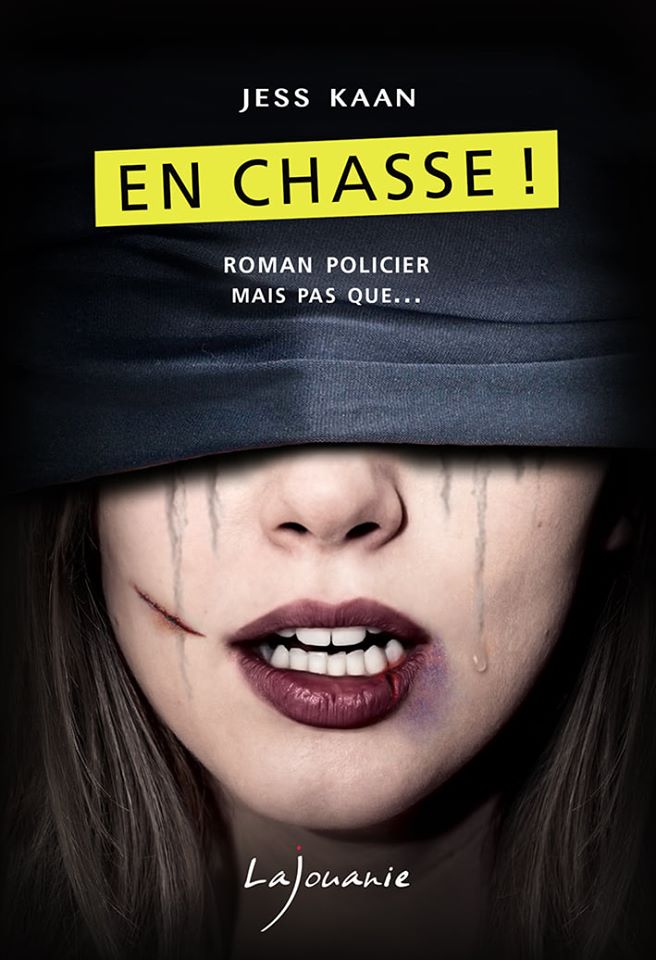 JESS KAAN
EN CHASSE !
ROMAN POLICIER
MAIS PAS QUE...
Lajouanie